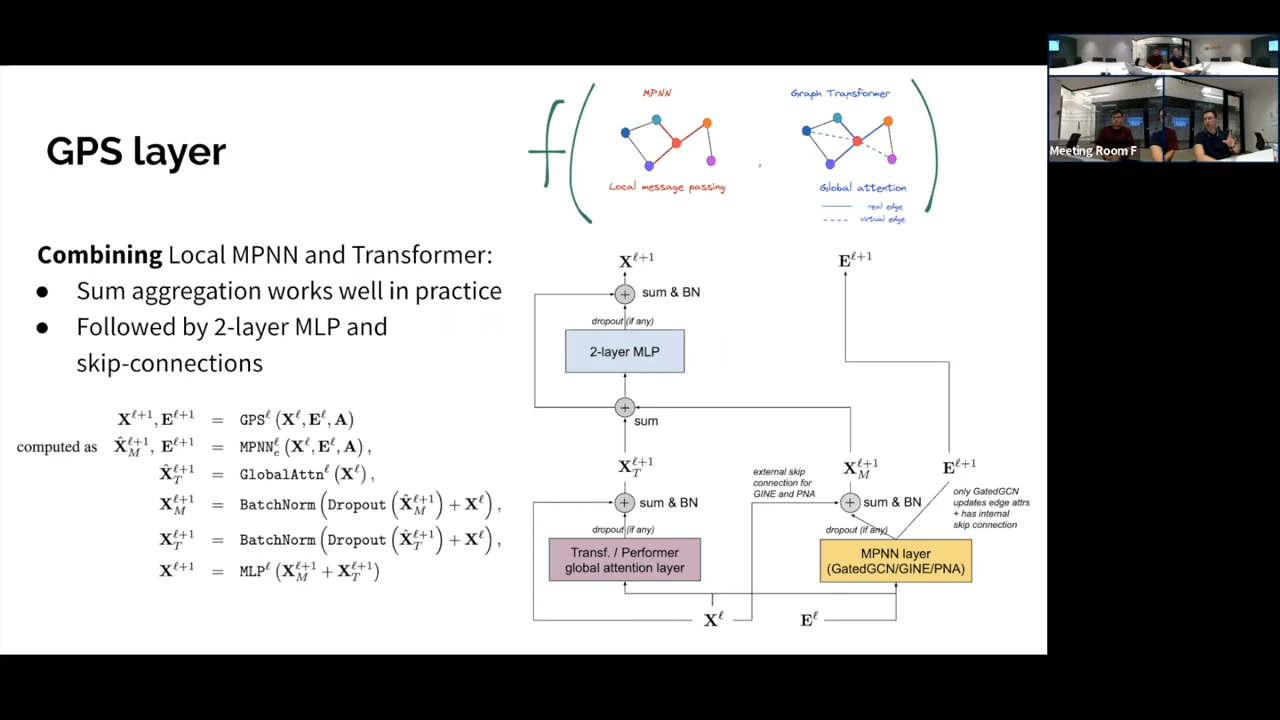 GPS layer
Combining Local MPNN and Transformer:
● Sum aggregation works well in practice
● Followed by 2-layer MLP and
skip-connections
X^{ℓ+1}, E^{ℓ+1} = GPS^ℓ (X^ℓ, E^ℓ, A)
computed as X̂_M^{ℓ+1}, E^{ℓ+1} = MPNN_e^ℓ (X^ℓ, E^ℓ, A),
X̂_T^{ℓ+1} = GlobalAttn^ℓ (X^ℓ),
X_M^{ℓ+1} = BatchNorm (Dropout (X̂_M^{ℓ+1}) + X^ℓ),
X_T^{ℓ+1} = BatchNorm (Dropout (X̂_T^{ℓ+1}) + X^ℓ),
X^{ℓ+1} = MLP^ℓ (X_M^{ℓ+1} + X_T^{ℓ+1})
f ( MPNN , Graph Transformer )
Local message passing
Global attention
real edge
virtual edge
X^{ℓ+1}
E^{ℓ+1}
+ sum & BN
dropout (if any)
2-layer MLP
+ sum
X_T^{ℓ+1}
X_M^{ℓ+1}
E^{ℓ+1}
external skip
connection for
GINE and PNA
+ sum & BN
+ sum & BN
only GatedGCN
updates edge attrs
+ has internal
skip connection
dropout (if any)
dropout (if any)
Transf. / Performer
global attention layer
MPNN layer
(GatedGCN/GINE/PNA)
X^ℓ
E^ℓ
Meeting Room F